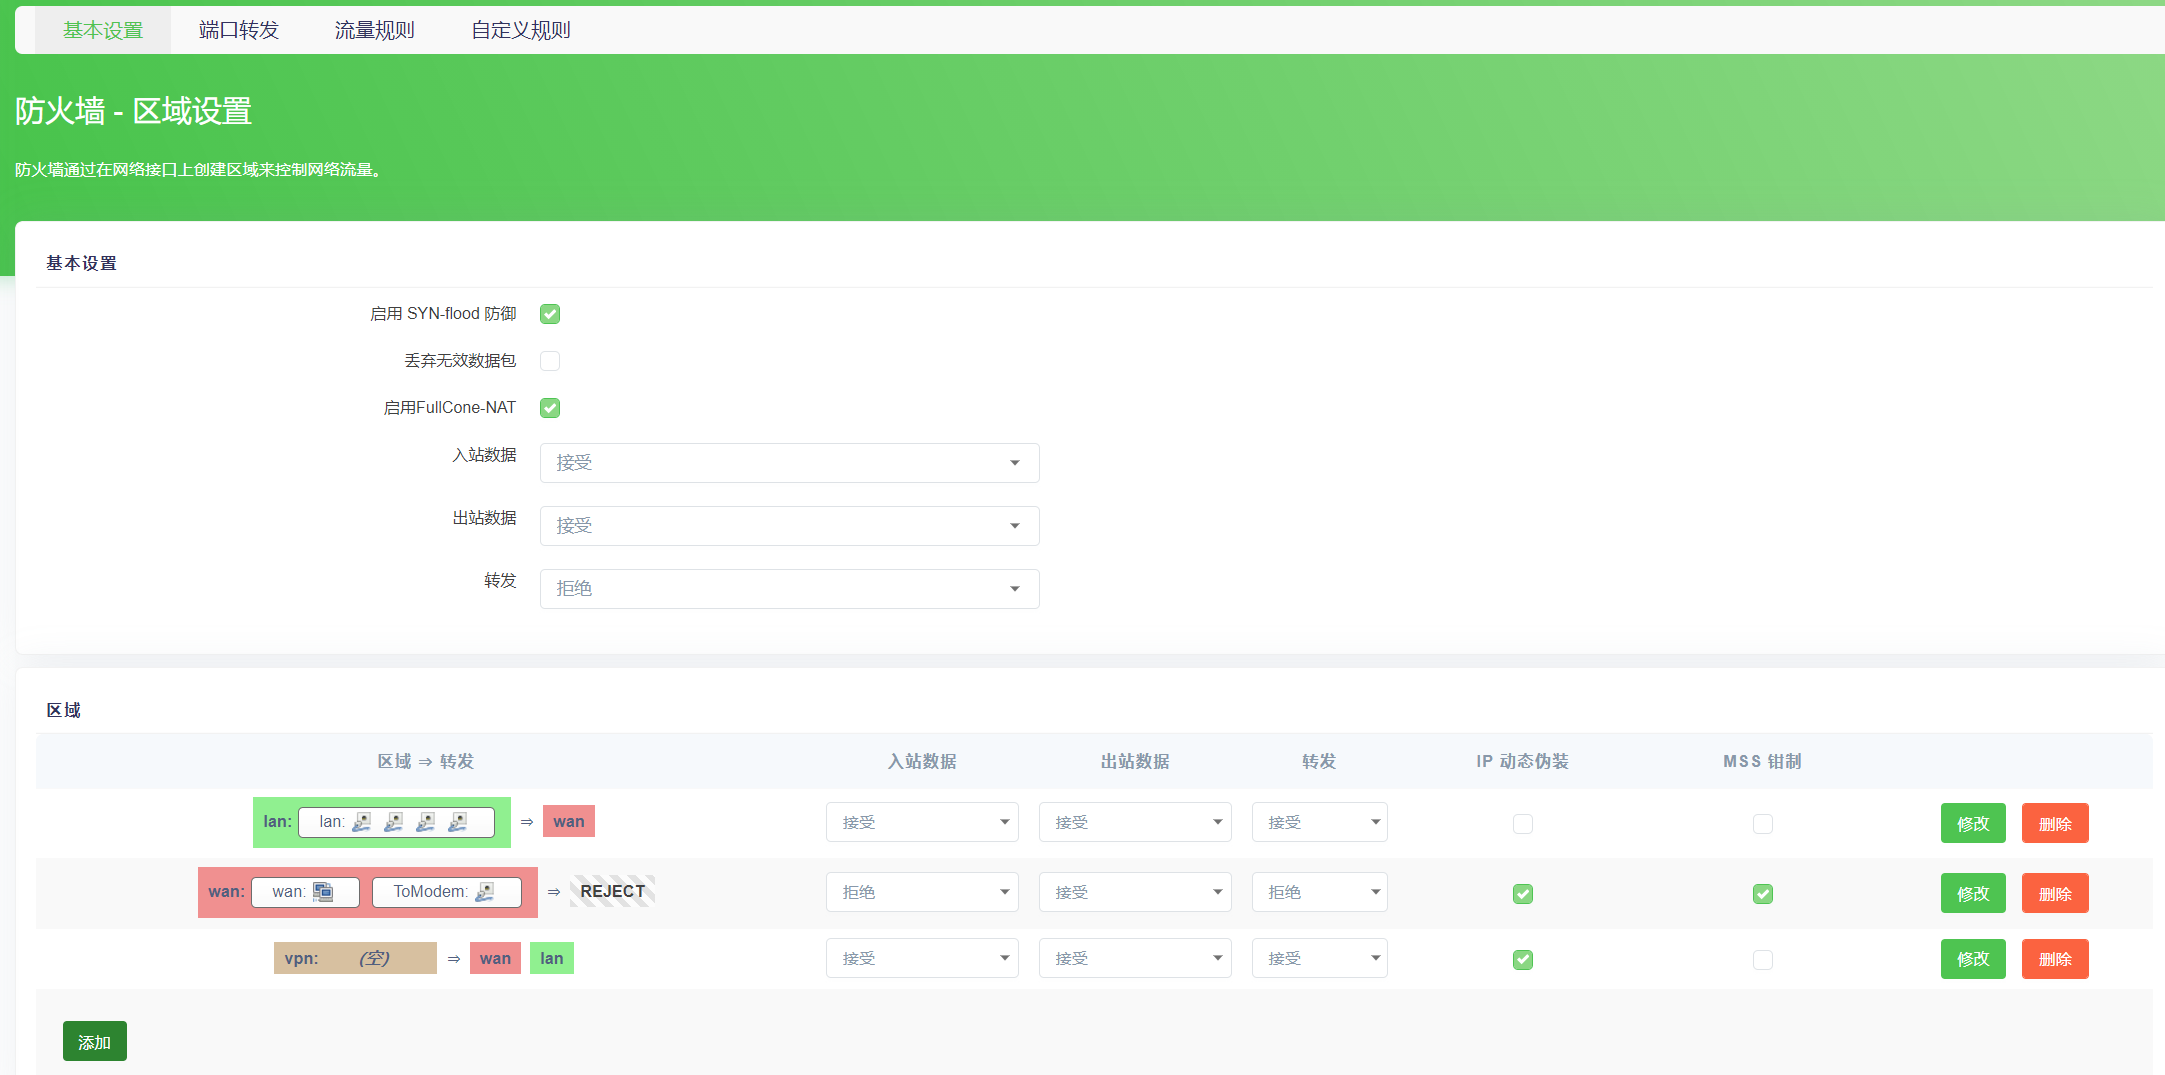 基本设置 端口转发 流量规则 自定义规则
防火墙 - 区域设置
防火墙通过在网络接口上创建区域来控制网络流量。
基本设置
启用 SYN-flood 防御
丢弃无效数据包
启用FullCone-NAT
入站数据 接受
出站数据 接受
转发 拒绝
区域
区域 ⇒ 转发 入站数据 出站数据 转发 IP 动态伪装 MSS 钳制
lan: lan: ⇒ wan 接受 接受 接受 修改 删除
wan: wan: ToModem: ⇒ REJECT 拒绝 接受 拒绝 修改 删除
vpn: (空) ⇒ wan lan 接受 接受 接受 修改 删除
添加